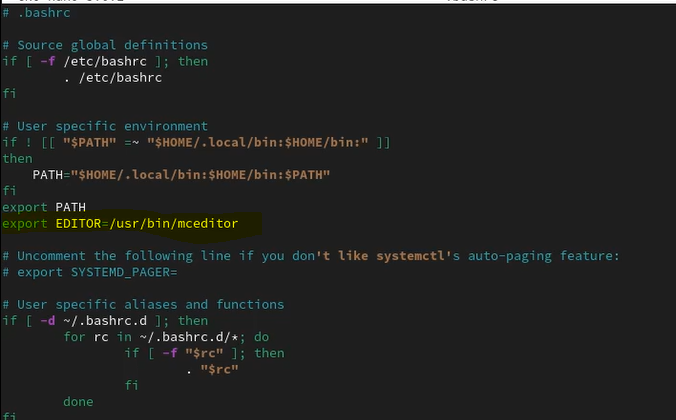 # .bashrc
# Source global definitions
if [ -f /etc/bashrc ]; then
        . /etc/bashrc
fi
# User specific environment
if ! [[ "$PATH" =~ "$HOME/.local/bin:$HOME/bin:" ]]
then
    PATH="$HOME/.local/bin:$HOME/bin:$PATH"
fi
export PATH
export EDITOR=/usr/bin/mceditor
# Uncomment the following line if you don't like systemctl's auto-paging feature:
# export SYSTEMD_PAGER=
# User specific aliases and functions
if [ -d ~/.bashrc.d ]; then
        for rc in ~/.bashrc.d/*; do
                if [ -f "$rc" ]; then
                        . "$rc"
                fi
        done
fi